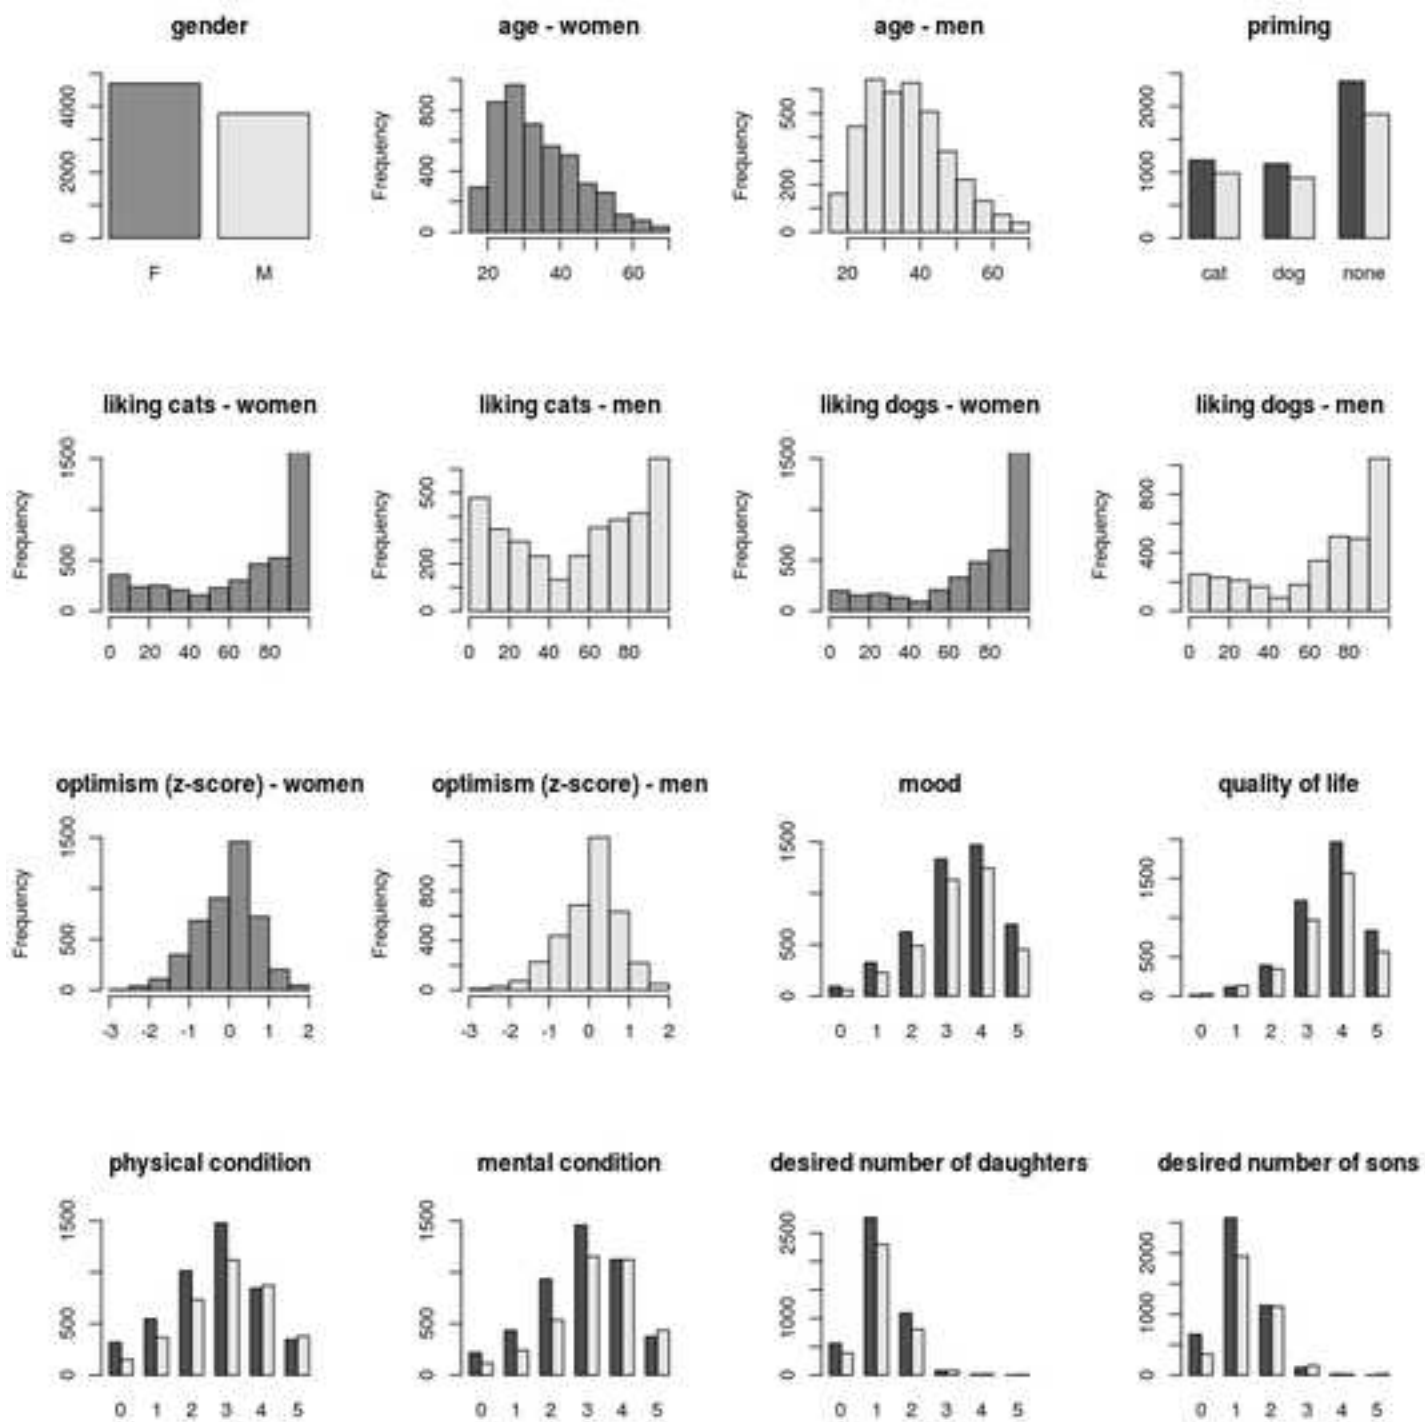 gender
age - women
age - men
priming
0 2000 4000
F M
Frequency
0 400 800
20 40 60
Frequency
0 200 500
20 40 60
0 1000 2000
cat dog none
liking cats - women
liking cats - men
liking dogs - women
liking dogs - men
Frequency
0 500 1500
0 20 40 60 80
Frequency
0 200 500
0 20 40 60 80
Frequency
0 500 1500
0 20 40 60 80
Frequency
0 400 800
0 20 40 60 80
optimism (z-score) - women
optimism (z-score) - men
mood
quality of life
Frequency
0 500 1500
-3 -2 -1 0 1 2
Frequency
0 400 800
-3 -2 -1 0 1 2
0 500 1500
0 1 2 3 4 5
0 500 1500
0 1 2 3 4 5
physical condition
mental condition
desired number of daughters
desired number of sons
0 500 1500
0 1 2 3 4 5
0 500 1500
0 1 2 3 4 5
0 1000 2500
0 1 2 3 4 5
0 1000 2000
0 1 2 3 4 5